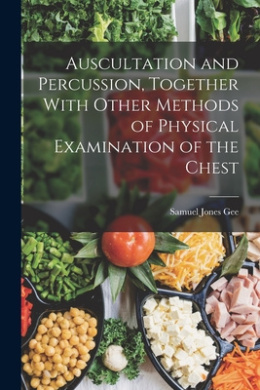 Auscultation and
Percussion, Together
With Other Methods
of Physical
Examination of the
Chest
Samuel Jones Gee